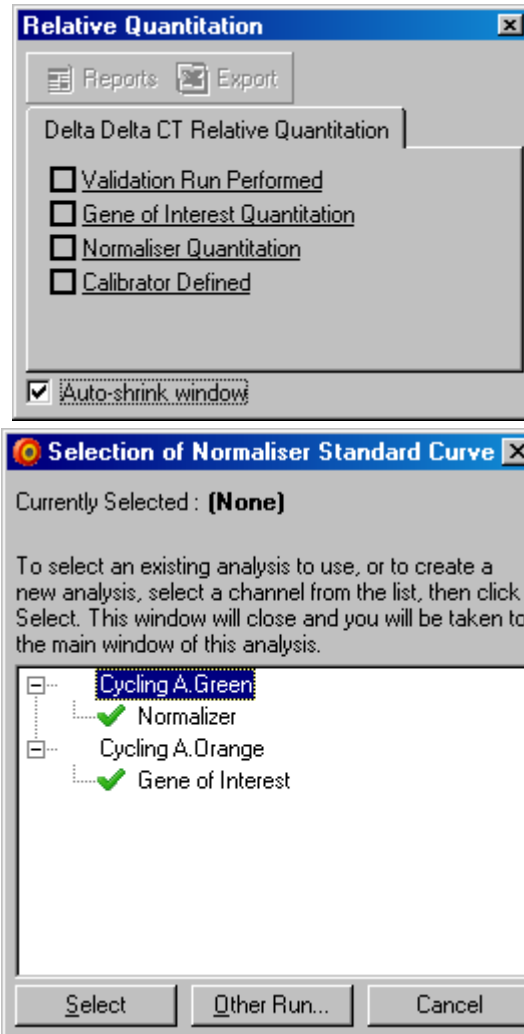 Relative Quantitation
Reports Export
Delta Delta CT Relative Quantitation
Validation Run Performed
Gene of Interest Quantitation
Normaliser Quantitation
Calibrator Defined
Auto-shrink window
Selection of Normaliser Standard Curve
Currently Selected : (None)
To select an existing analysis to use, or to create a
new analysis, select a channel from the list, then click
Select. This window will close and you will be taken to
the main window of this analysis.
Cycling A.Green
Normalizer
Cycling A.Orange
Gene of Interest
Select Other Run... Cancel